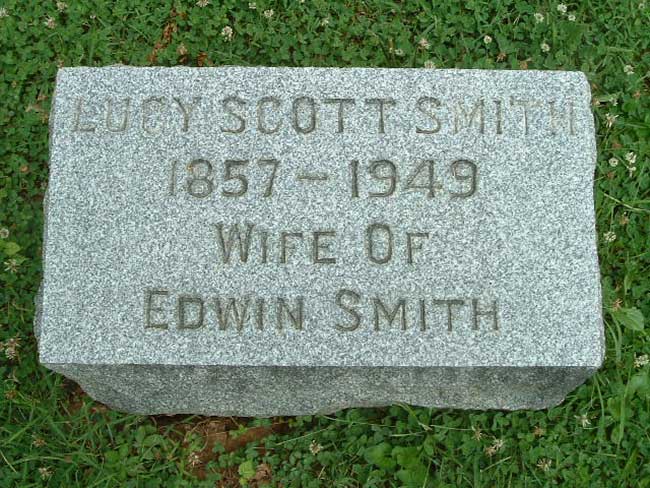 LUCY SCOTT SMITH
1857 - 1949
WIFE OF
EDWIN SMITH